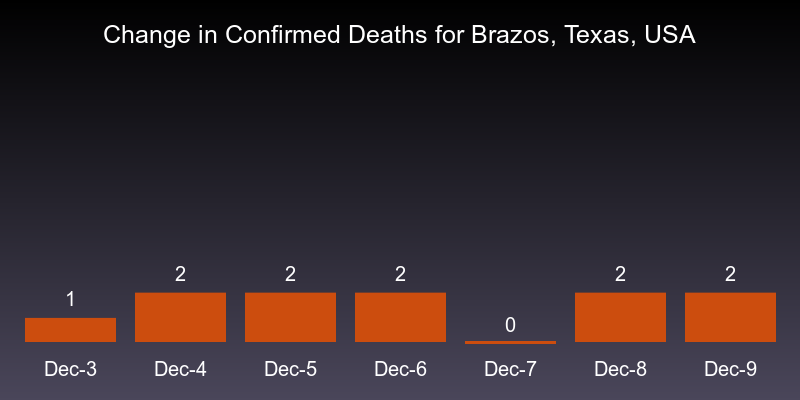 Change in Confirmed Deaths for Brazos, Texas, USA
1 2 2 2 0 2 2
Dec-3 Dec-4 Dec-5 Dec-6 Dec-7 Dec-8 Dec-9